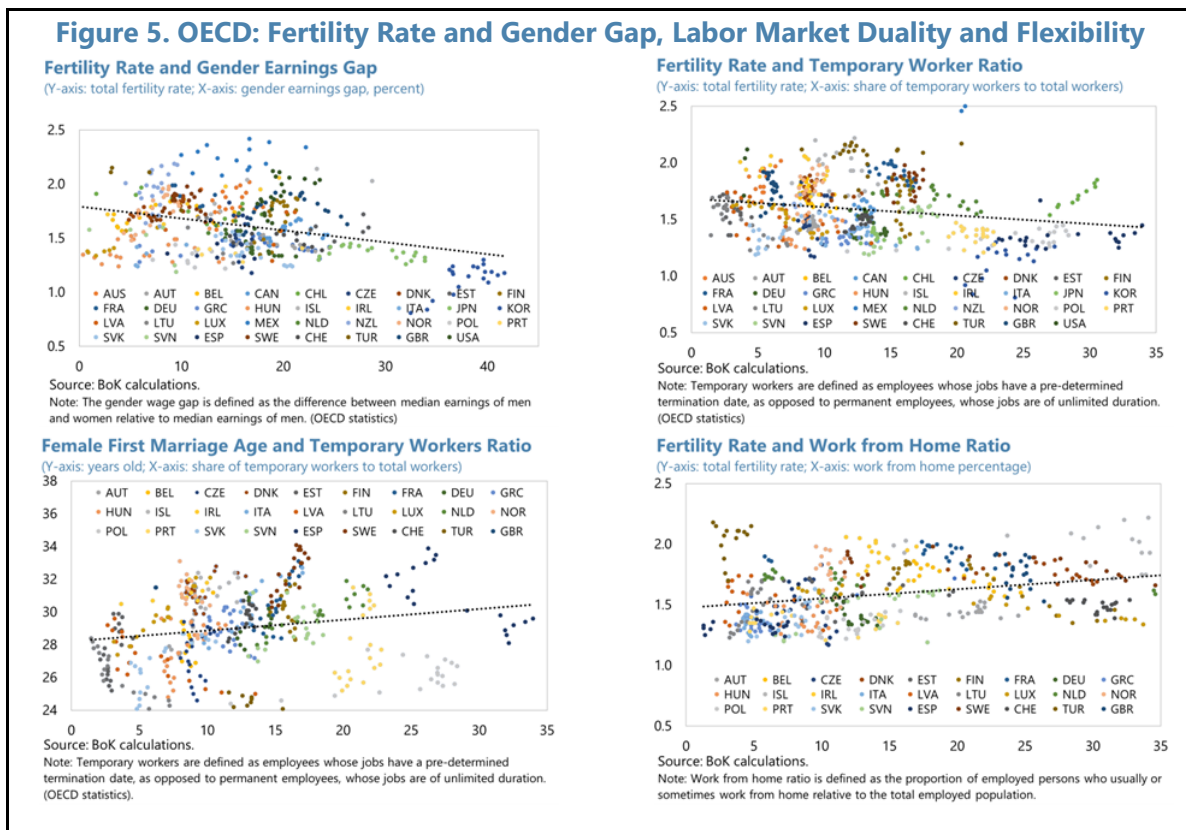 Figure 5. OECD: Fertility Rate and Gender Gap, Labor Market Duality and Flexibility
Fertility Rate and Gender Earnings Gap
(Y-axis: total fertility rate; X-axis: gender earnings gap, percent)
2.5
2.0
1.5
1.0
0.5
AUS AUT BEL CAN CHL CZE DNK EST FIN
FRA DEU GRC HUN ISL IRL ITA JPN KOR
LVA LTU LUX MEX NLD NZL NOR POL PRT
SVK SVN ESP SWE CHE TUR GBR USA
0 10 20 30 40
Source: BoK calculations.
Note: The gender wage gap is defined as the difference between median earnings of men
and women relative to median earnings of men. (OECD statistics)
Fertility Rate and Temporary Worker Ratio
(Y-axis: total fertility rate; X-axis: share of temporary workers to total workers)
2.5
2.0
1.5
1.0
0.5
AUS AUT BEL CAN CHL CZE DNK EST FIN
FRA DEU GRC HUN ISL IRL ITA JPN KOR
LVA LTU LUX MEX NLD NZL NOR POL PRT
SVK SVN ESP SWE CHE TUR GBR USA
0 5 10 15 20 25 30 35
Source: BoK calculations.
Note: Temporary workers are defined as employees whose jobs have a pre-determined
termination date, as opposed to permanent employees, whose jobs are of unlimited duration.
(OECD statistics)
Female First Marriage Age and Temporary Workers Ratio
(Y-axis: years old; X-axis: share of temporary workers to total workers)
38
36
34
32
30
28
26
24
AUT BEL CZE DNK EST FIN FRA DEU GRC
HUN ISL IRL ITA LVA LTU LUX NLD NOR
POL PRT SVK SVN ESP SWE CHE TUR GBR
0 5 10 15 20 25 30 35
Source: BoK calculations.
Note: Temporary workers are defined as employees whose jobs have a pre-determined
termination date, as opposed to permanent employees, whose jobs are of unlimited duration.
(OECD statistics).
Fertility Rate and Work from Home Ratio
(Y-axis: total fertility rate; X-axis: work from home percentage)
2.5
2.0
1.5
1.0
0.5
AUT BEL CZE DNK EST FIN FRA DEU GRC
HUN ISL IRL ITA LVA LTU LUX NLD NOR
POL PRT SVK SVN ESP SWE CHE TUR GBR
0 5 10 15 20 25 30 35
Source: BoK calculations.
Note: Work from home ratio is defined as the proportion of employed persons who usually or
sometimes work from home relative to the total employed population.